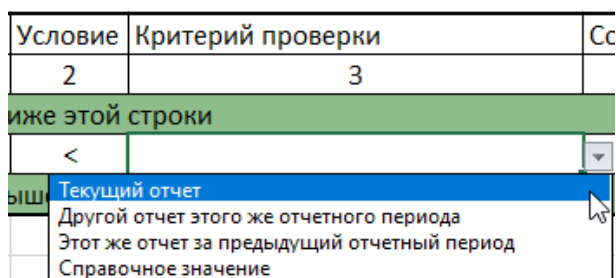 Условие Критерий проверки Со
2 3
иже этой строки
<
Текущий отчет
Другой отчет этого же отчетного периода
Этот же отчет за предыдущий отчетный период
Справочное значение